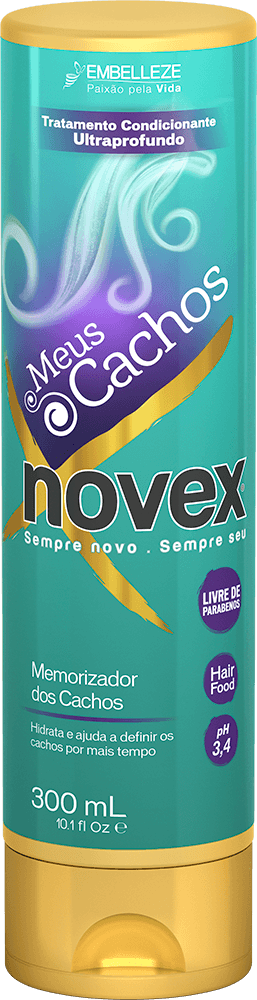 EMBELLEZE
Paixão pela Vida
Tratamento Condicionante
Ultraprofundo
Meus
Cachos
novex®
Sempre novo . Sempre seu
LIVRE DE
PARABENOS
Memorizador
dos Cachos
Hair
Food
Hidrata e ajuda a definir os
cachos por mais tempo
pH
3,4
300 mL
10.1 fl Oz ℮